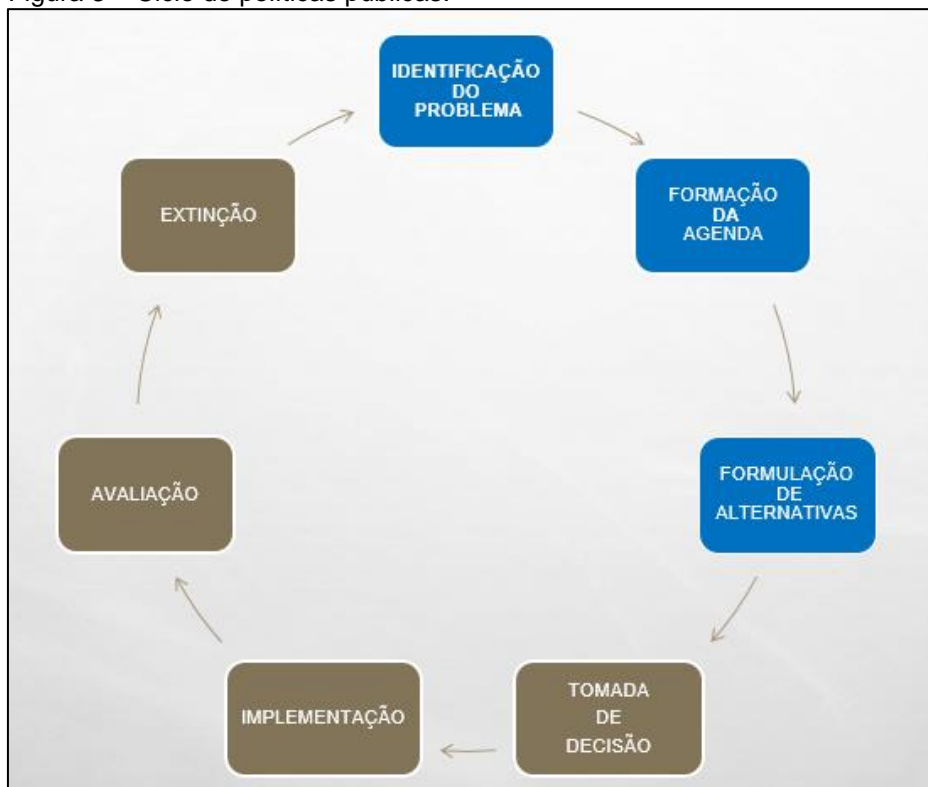 IDENTIFICAÇÃO
DO
PROBLEMA
FORMAÇÃO
DA
AGENDA
FORMULAÇÃO
DE
ALTERNATIVAS
TOMADA
DE
DECISÃO
IMPLEMENTAÇÃO
AVALIAÇÃO
EXTINÇÃO